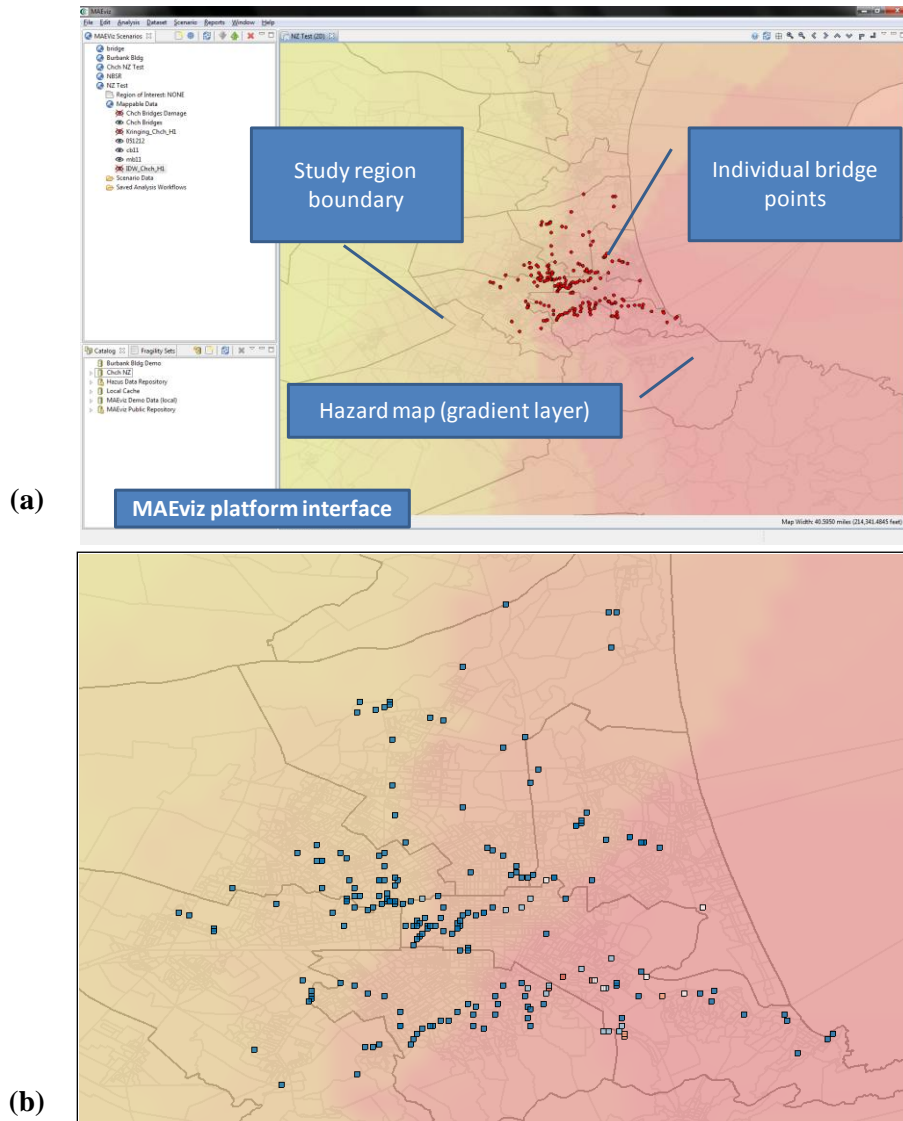 MAEviz
File Edit Analysis Dataset Scenario Reports Window Help
MAEViz Scenarios
NZ Test (2D)
bridge
Burbank Bldg
Chch NZ Test
NBSR
NZ Test
Region of Interest: NONE
Mappable Data
Chch Bridges Damage
Chch Bridges
Kringing_Chch_H1
051212
cb11
mb11
IDW_Chch_H1
Scenario Data
Saved Analysis Workflows
Study region
boundary
Individual bridge
points
Catalog Fragility Sets
Burbank Bldg Demo
Chch NZ
Hazus Data Repository
Local Cache
MAEviz Demo Data (local)
MAEviz Public Repository
Hazard map (gradient layer)
(a)
MAEviz platform interface
Map Width: 40.5950 miles (214,341.4845 feet)
(b)